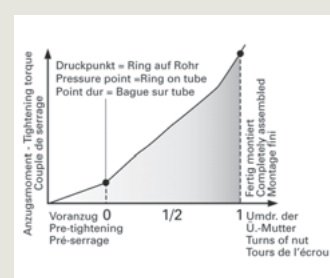 Druckpunkt = Ring auf Rohr
Pressure point =Ring on tube
Point dur = Bague sur tube
Anzugsmoment - Tightening torque
Couple de serrage
Fertig montiert
Completely assembled
Montage fini
Voranzug 0 1/2 1 Umdr. der
Pre-tightening Ü.-Mutter
Pré-serrage Turns of nut
Tours de l'écrou